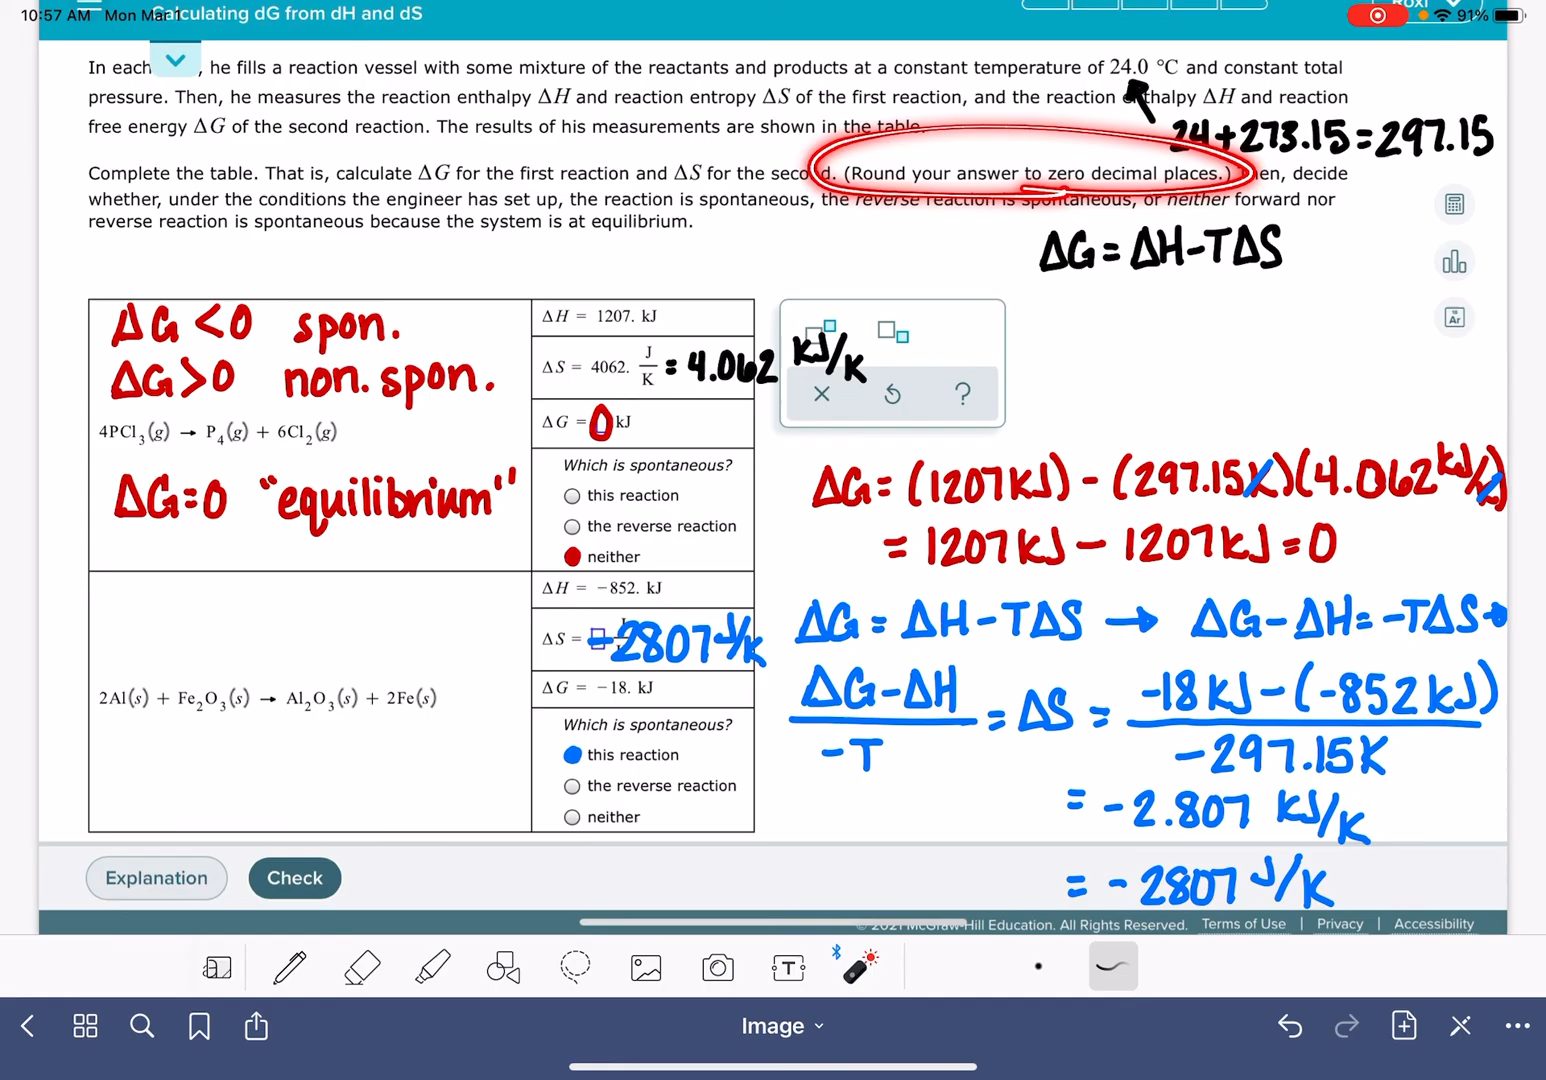 10:57 AM Mon Mar 1
Calculating dG from dH and dS
91%
In each , he fills a reaction vessel with some mixture of the reactants and products at a constant temperature of 24.0 °C and constant total
pressure. Then, he measures the reaction enthalpy ΔH and reaction entropy ΔS of the first reaction, and the reaction enthalpy ΔH and reaction
free energy ΔG of the second reaction. The results of his measurements are shown in the table.
24+273.15=297.15
Complete the table. That is, calculate ΔG for the first reaction and ΔS for the second. (Round your answer to zero decimal places.) Then, decide
whether, under the conditions the engineer has set up, the reaction is spontaneous, the reverse reaction is spontaneous, or neither forward nor
reverse reaction is spontaneous because the system is at equilibrium.
ΔG=ΔH-TΔS
ΔG <0 spon.
ΔG>0 non.spon.
4PCl₃(g) → P₄(g) + 6Cl₂(g)
ΔG=0 "equilibrium"
ΔH = 1207. kJ
ΔS = 4062. J/K = 4.062 kJ/K
ΔG = 0 kJ
Which is spontaneous?
this reaction
the reverse reaction
neither
× ?
Ar
ΔG=(1207kJ)-(297.15K)(4.062kJ/K)
=1207kJ-1207kJ=0
2Al(s) + Fe₂O₃(s) → Al₂O₃(s) + 2Fe(s)
ΔH = −852. kJ
ΔS = -2807 J/K
ΔG = −18. kJ
Which is spontaneous?
this reaction
the reverse reaction
neither
ΔG=ΔH-TΔS → ΔG-ΔH=-TΔS→
ΔG-ΔH/-T = ΔS = -18kJ-(-852kJ)/-297.15K
= -2.807 kJ/K
= -2807 J/K
Explanation
Check
© 2021 McGraw-Hill Education. All Rights Reserved. Terms of Use | Privacy | Accessibility
T
Image